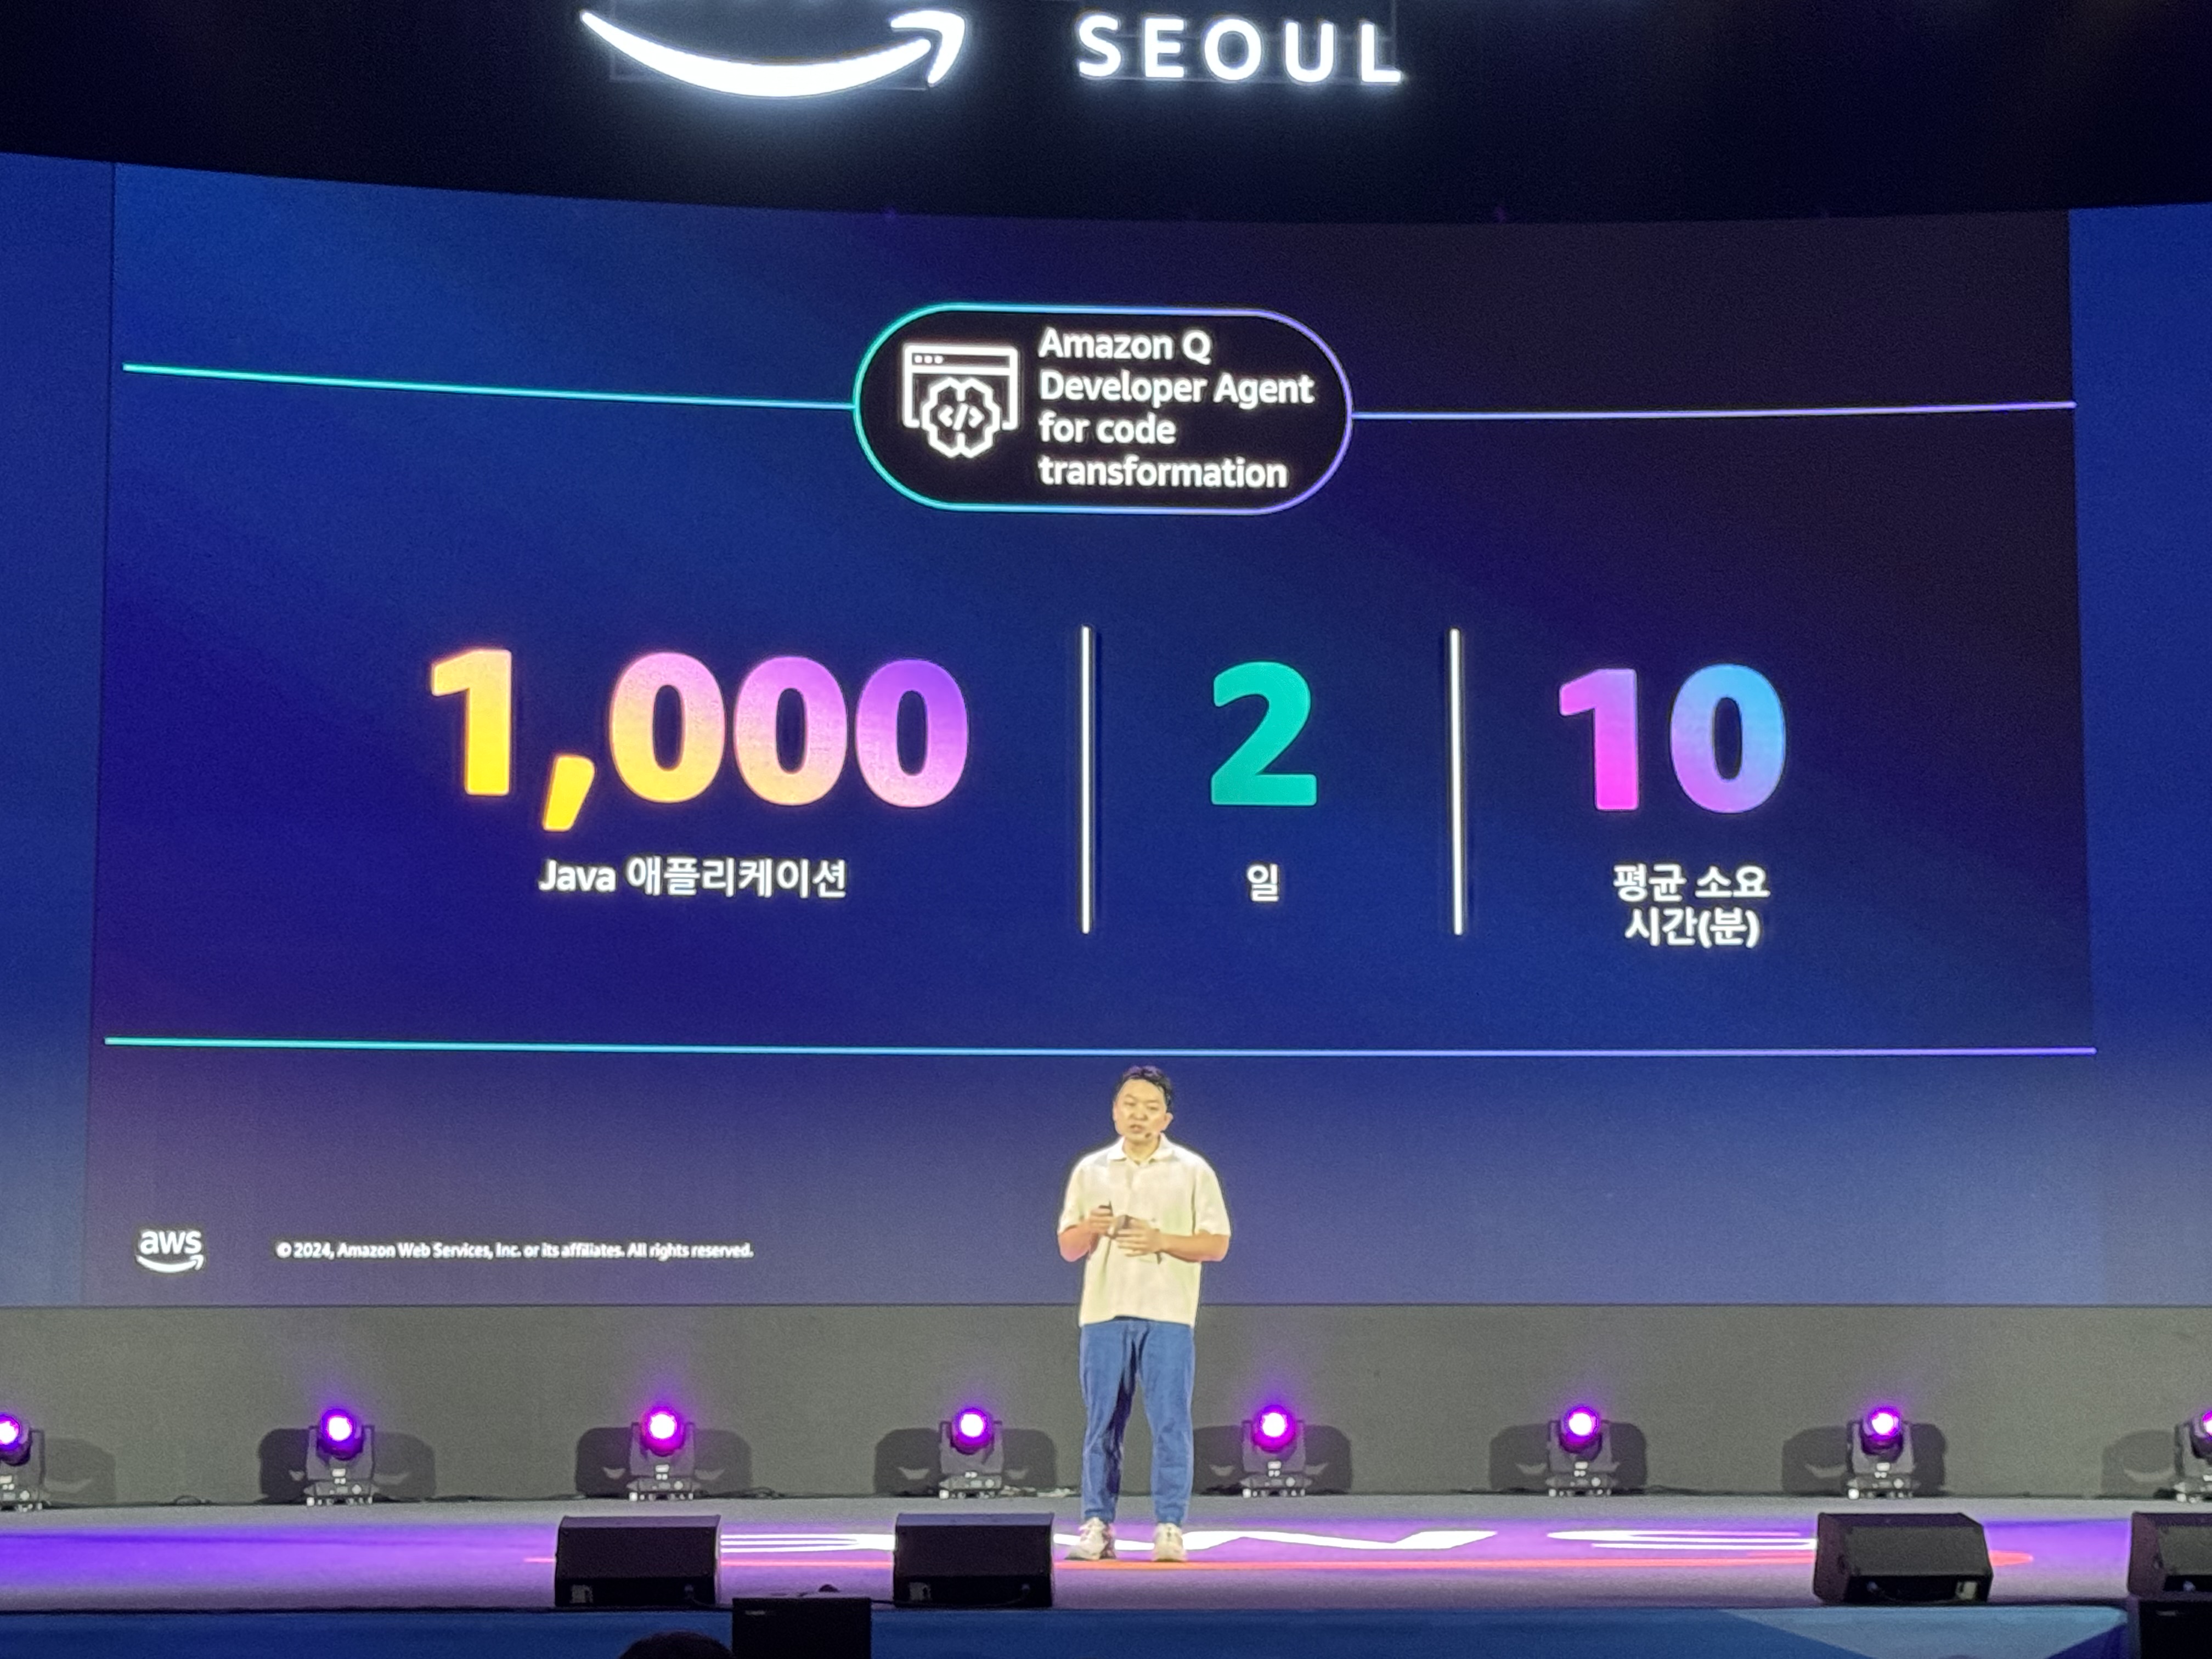 SEOUL
Amazon Q
Developer Agent
for code
transformation
1,000
2
10
Java 애플리케이션
일
평균 소요
시간(분)
aws
© 2024, Amazon Web Services, Inc. or its affiliates. All rights reserved.